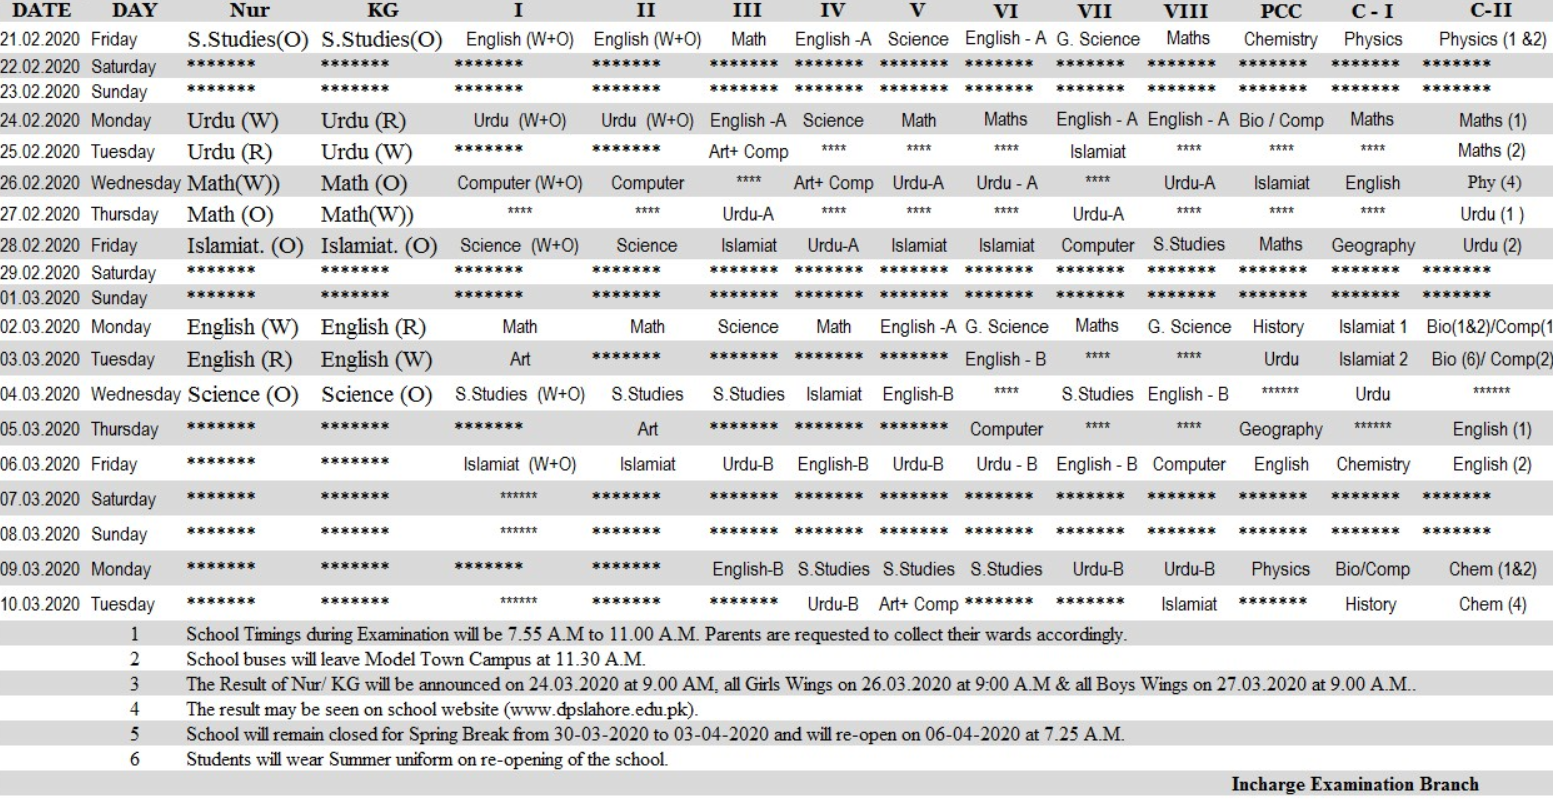 DATE DAY Nur KG I II III IV V VI VII VIII PCC C - I C-II
21.02.2020 Friday S.Studies(O) S.Studies(O) English (W+O) English (W+O) Math English -A Science English - A G. Science Maths Chemistry Physics Physics (1 &2)
22.02.2020 Saturday ******* ******* ******* ******* ******* ******* ******* ******* ******* ******* ******* ******* *******
23.02.2020 Sunday ******* ******* ******* ******* ******* ******* ******* ******* ******* ******* ******* ******* *******
24.02.2020 Monday Urdu (W) Urdu (R) Urdu (W+O) Urdu (W+O) English -A Science Math Maths English - A English - A Bio / Comp Maths Maths (1)
25.02.2020 Tuesday Urdu (R) Urdu (W) ******* ******* Art+ Comp **** **** **** Islamiat **** **** **** Maths (2)
26.02.2020 Wednesday Math(W)) Math (O) Computer (W+O) Computer **** Art+ Comp Urdu-A Urdu - A **** Urdu-A Islamiat English Phy (4)
27.02.2020 Thursday Math (O) Math(W)) **** **** Urdu-A **** **** **** Urdu-A **** **** **** Urdu (1 )
28.02.2020 Friday Islamiat. (O) Islamiat. (O) Science (W+O) Science Islamiat Urdu-A Islamiat Islamiat Computer S.Studies Maths Geography Urdu (2)
29.02.2020 Saturday ******* ******* ******* ******* ******* ******* ******* ******* ******* ******* ******* ******* *******
01.03.2020 Sunday ******* ******* ******* ******* ******* ******* ******* ******* ******* ******* ******* ******* *******
02.03.2020 Monday English (W) English (R) Math Math Science Math English -A G. Science Maths G. Science History Islamiat 1 Bio(1&2)/Comp(1
03.03.2020 Tuesday English (R) English (W) Art ******* ******* ******* ******* English - B **** **** Urdu Islamiat 2 Bio (6)/ Comp(2)
04.03.2020 Wednesday Science (O) Science (O) S.Studies (W+O) S.Studies S.Studies Islamiat English-B **** S.Studies English - B ****** Urdu ******
05.03.2020 Thursday ******* ******* ******* Art ******* ******* ******* Computer **** **** Geography ****** English (1)
06.03.2020 Friday ******* ******* Islamiat (W+O) Islamiat Urdu-B English-B Urdu-B Urdu - B English - B Computer English Chemistry English (2)
07.03.2020 Saturday ******* ******* ****** ******* ******* ******* ******* ******* ******* ******* ******* ******* *******
08.03.2020 Sunday ******* ******* ****** ******* ******* ******* ******* ******* ******* ******* ******* ******* *******
09.03.2020 Monday ******* ******* ******* ******* English-B S.Studies S.Studies S.Studies Urdu-B Urdu-B Physics Bio/Comp Chem (1&2)
10.03.2020 Tuesday ******* ******* ****** ******* ******* Urdu-B Art+ Comp ******* ******* Islamiat ******* History Chem (4)
1 School Timings during Examination will be 7.55 A.M to 11.00 A.M. Parents are requested to collect their wards accordingly.
2 School buses will leave Model Town Campus at 11.30 A.M.
3 The Result of Nur/ KG will be announced on 24.03.2020 at 9.00 AM, all Girls Wings on 26.03.2020 at 9:00 A.M & all Boys Wings on 27.03.2020 at 9.00 A.M..
4 The result may be seen on school website (www.dpslahore.edu.pk).
5 School will remain closed for Spring Break from 30-03-2020 to 03-04-2020 and will re-open on 06-04-2020 at 7.25 A.M.
6 Students will wear Summer uniform on re-opening of the school.
Incharge Examination Branch